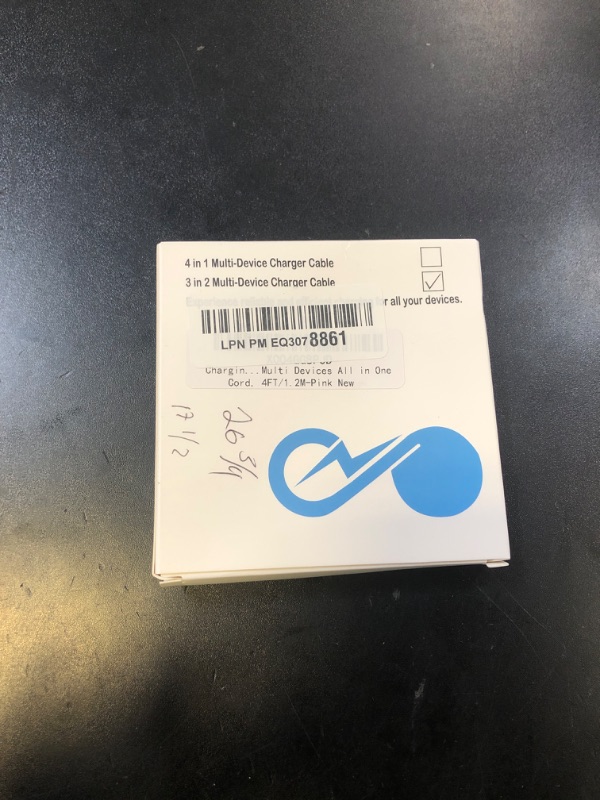 4 in 1 Multi-Device Charger Cable
3 in 2 Multi-Device Charger Cable
for all your devices.
LPN PM EQ3078861
Chargin...Multi Devices All in One
Cord, 4FT/1.2M-Pink New
26 3/4
17 1/2